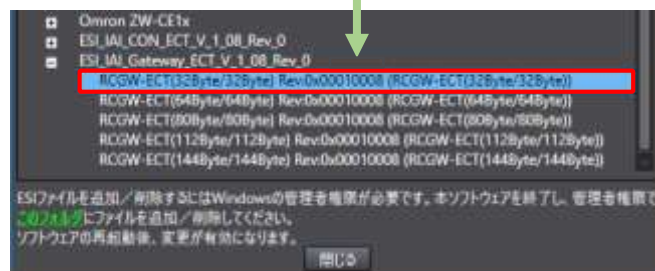 Omron ZW-CE1x
ESI_IAI_CON_ECT_V_1_08_Rev_0
ESI_IAI_Gateway_ECT_V_1_08_Rev_0
RCGW-ECT(32Byte/32Byte) Rev:0x00010008 (RCGW-ECT(32Byte/32Byte))
RCGW-ECT(64Byte/64Byte) Rev:0x00010008 (RCGW-ECT(64Byte/64Byte))
RCGW-ECT(80Byte/80Byte) Rev:0x00010008 (RCGW-ECT(80Byte/80Byte))
RCGW-ECT(112Byte/112Byte) Rev:0x00010008 (RCGW-ECT(112Byte/112Byte))
RCGW-ECT(144Byte/144Byte) Rev:0x00010008 (RCGW-ECT(144Byte/144Byte))
ESIファイルを追加／削除するにはWindowsの管理者権限が必要です。本ソフトウェアを終了し、管理者権限で
このフォルダにファイルを追加／削除してください。
ソフトウェアの再起動後、変更が有効になります。
閉じる